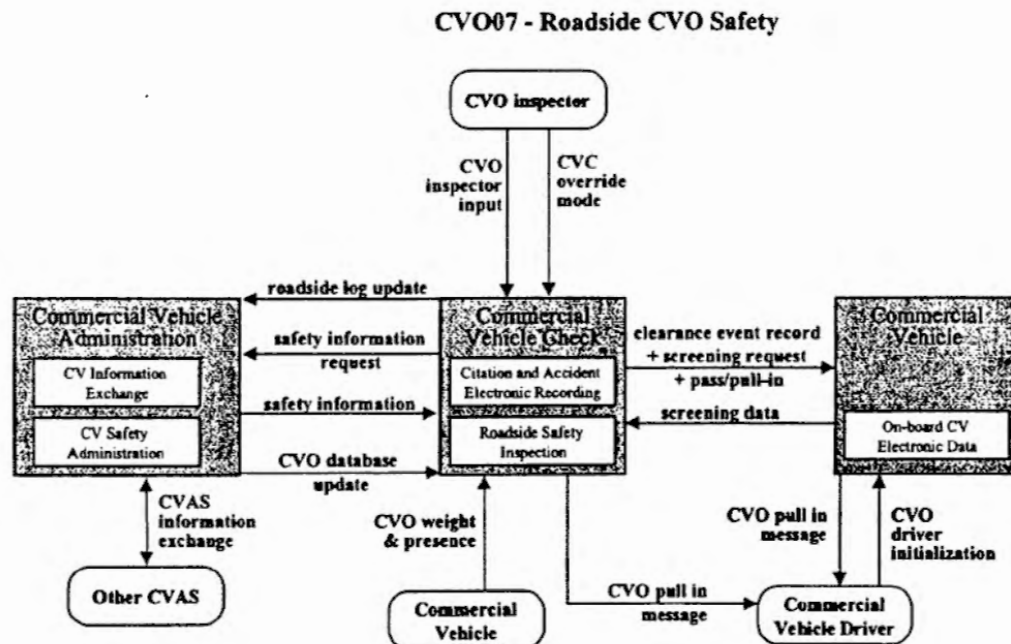 CVO07 - Roadside CVO Safety
CVO inspector
CVO
inspector
input
CVC
override
mode
roadside log update
Commercial Vehicle
Administration
CV Information
Exchange
CV Safety
Administration
safety information
request
safety information
CVO database
update
Commercial
Vehicle Check
Citation and Accident
Electronic Recording
Roadside Safety
Inspection
clearance event record
+ screening request
+ pass/pull-in
screening data
Commercial
Vehicle
On-board CV
Electronic Data
CVAS
information
exchange
Other CVAS
CVO weight
& presence
Commercial
Vehicle
CVO pull in
message
CVO pull in
message
CVO
driver
initialization
Commercial
Vehicle Driver